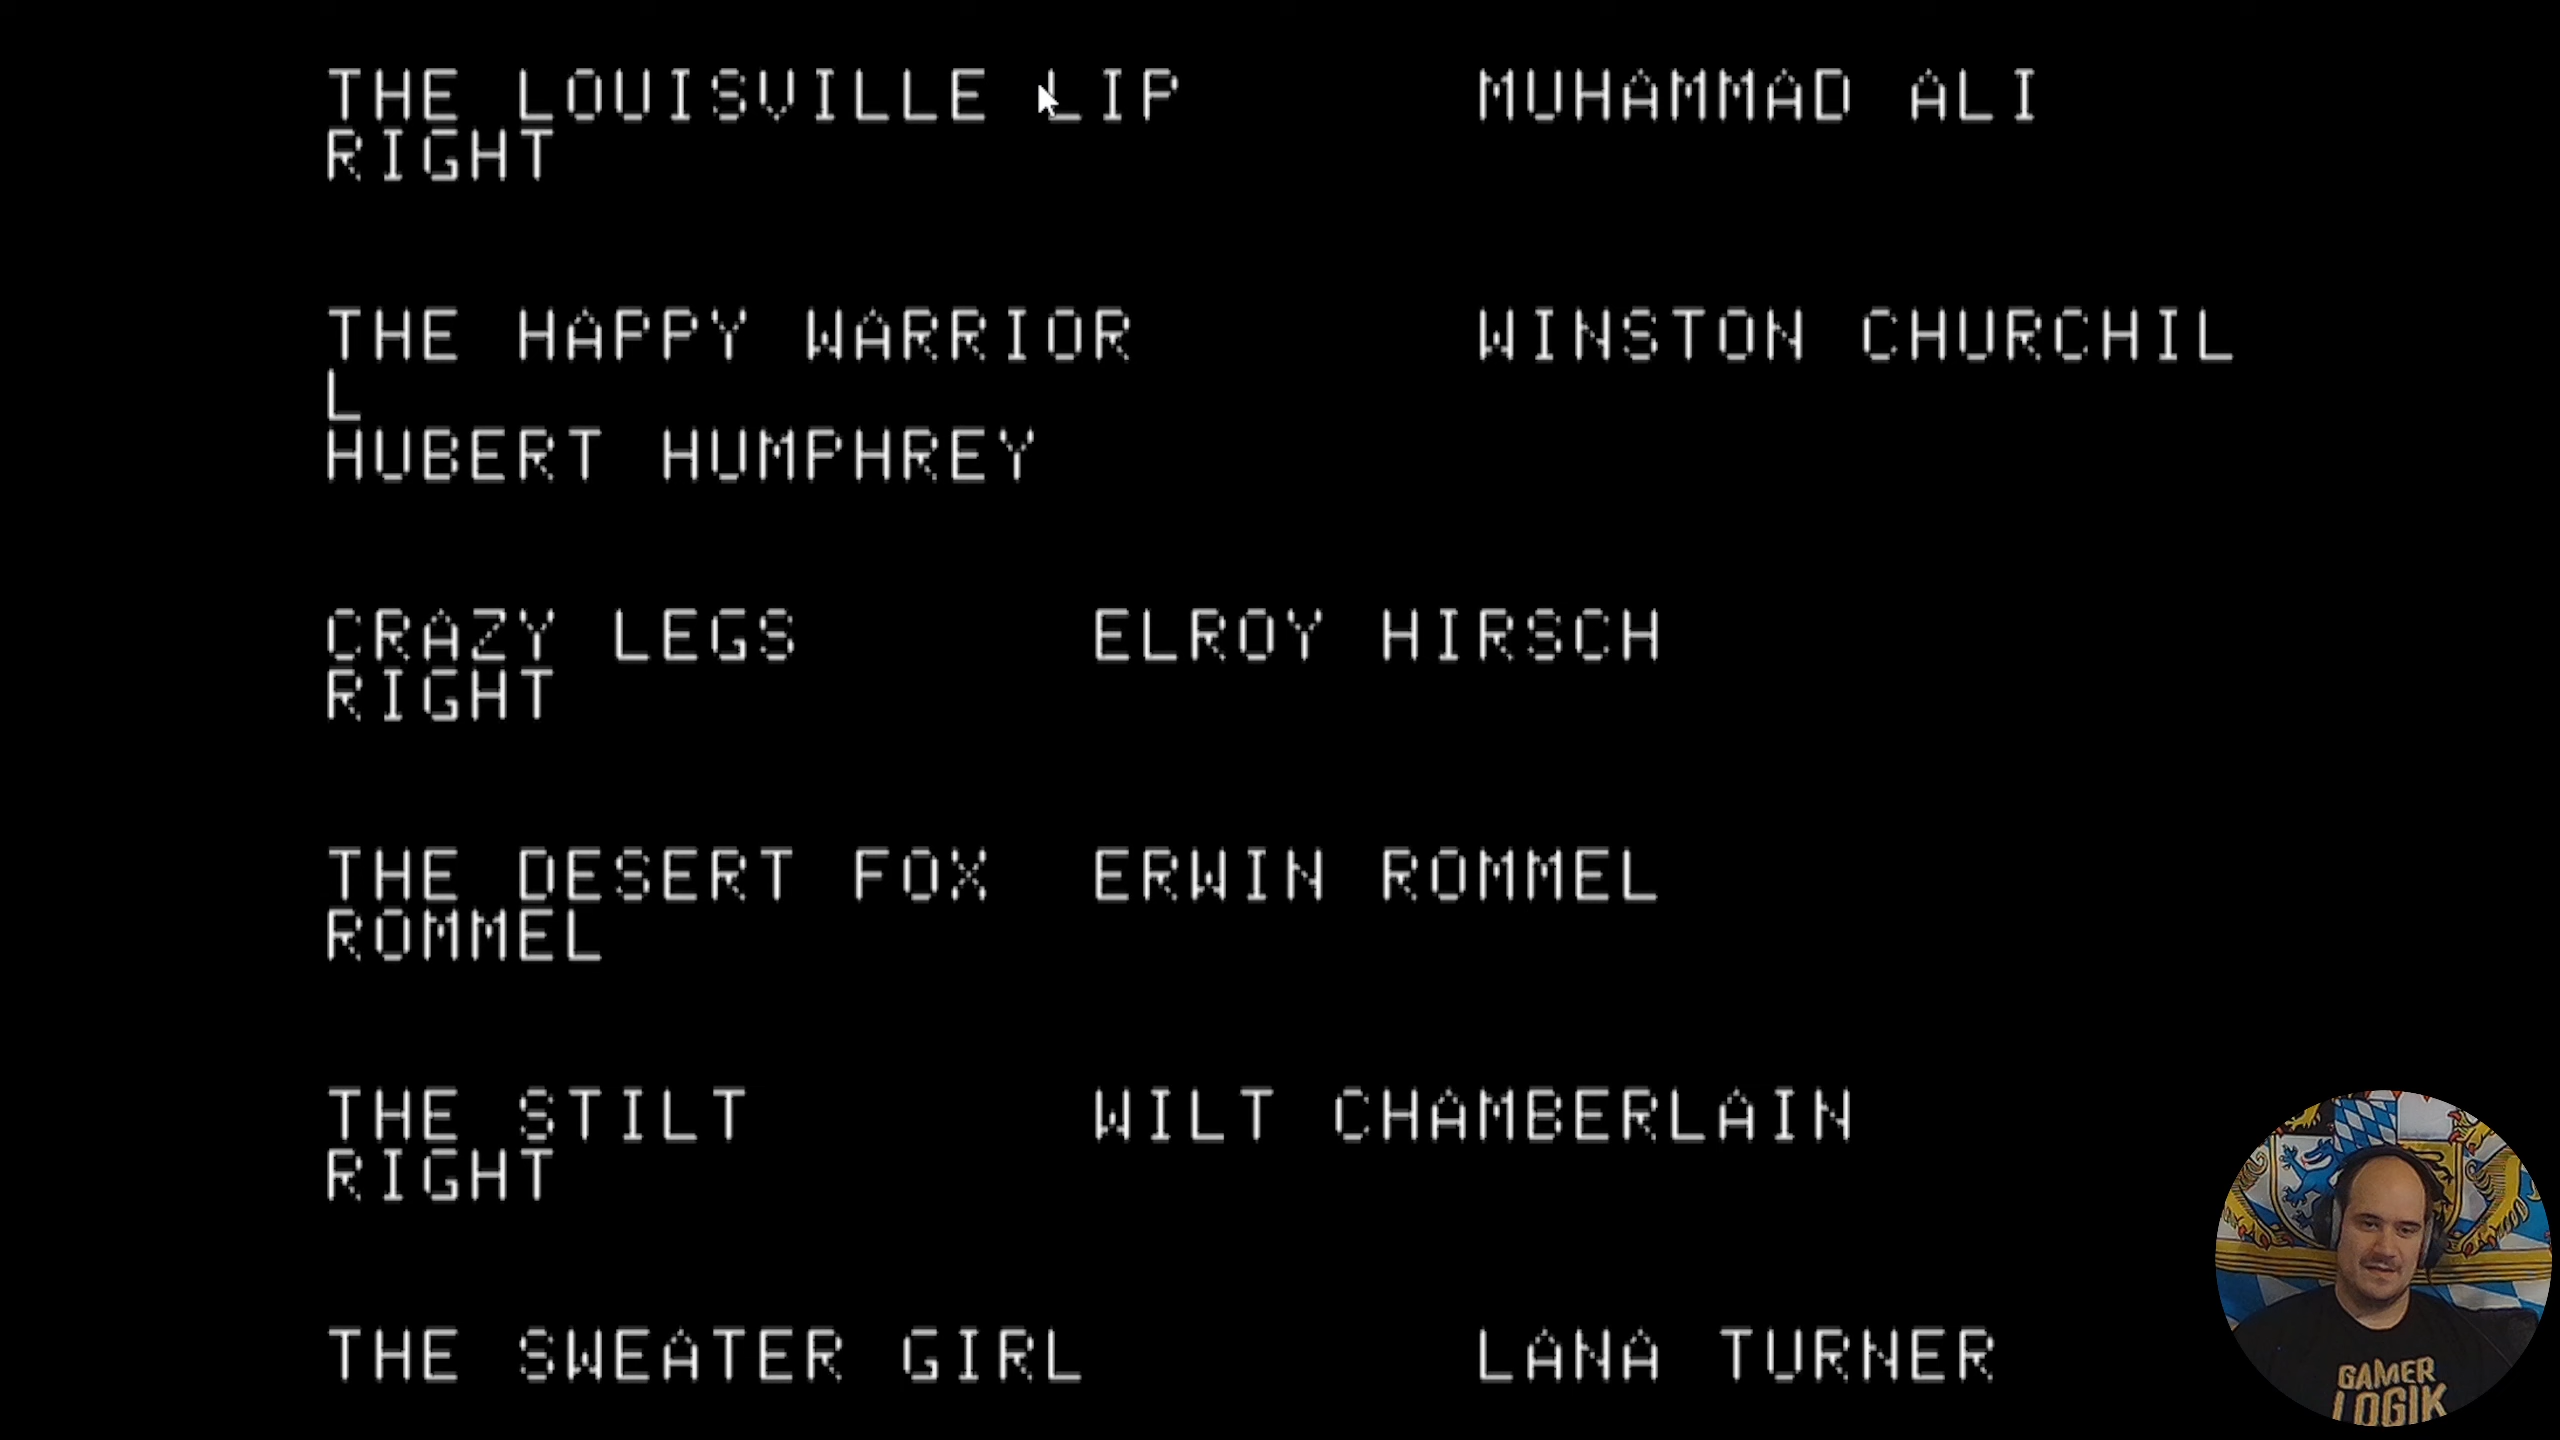 THE LOUISVILLE LIP MUHAMMAD ALI
RIGHT
THE HAPPY WARRIOR WINSTON CHURCHIL
L
HUBERT HUMPHREY
CRAZY LEGS ELROY HIRSCH
RIGHT
THE DESERT FOX ERWIN ROMMEL
ROMMEL
THE STILT WILT CHAMBERLAIN
RIGHT
THE SWEATER GIRL LANA TURNER
GAMER
LOGIK